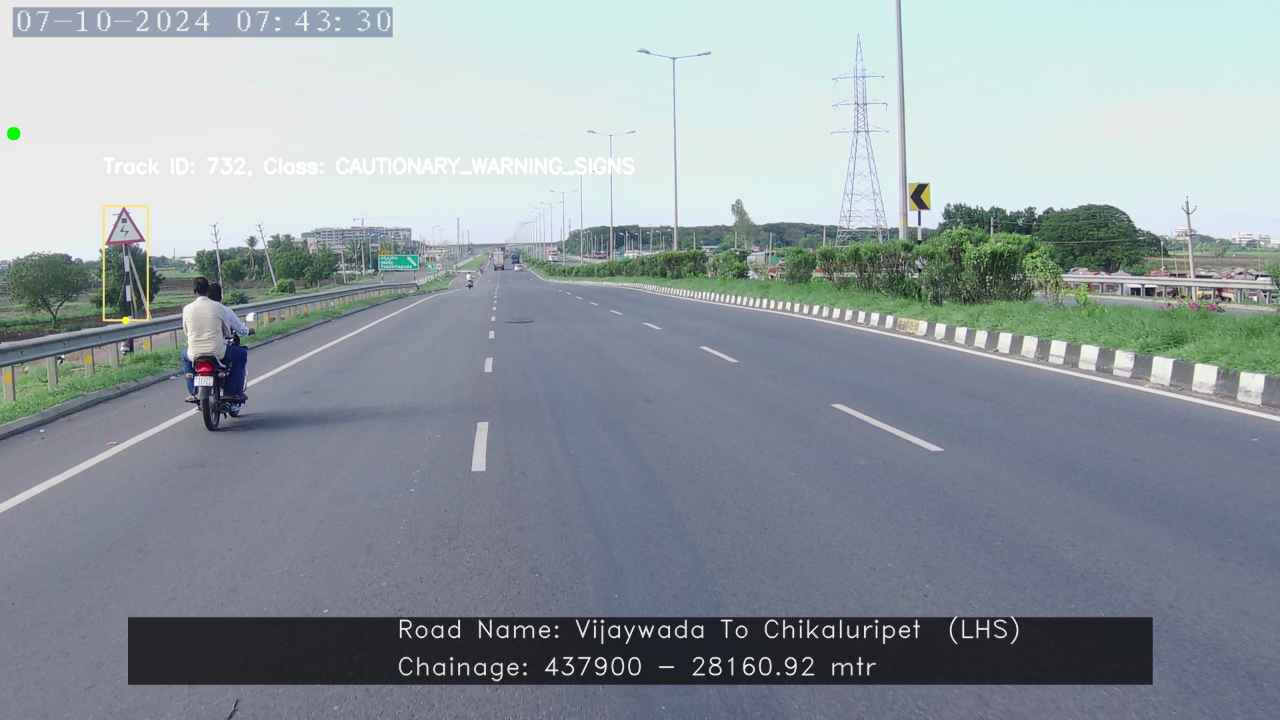 07-10-2024 07:43:30
Track ID: 732, Class: CAUTIONARY_WARNING_SIGNS
Road Name: Vijaywada To Chikaluripet (LHS)
Chainage: 437900 - 28160.92 mtr